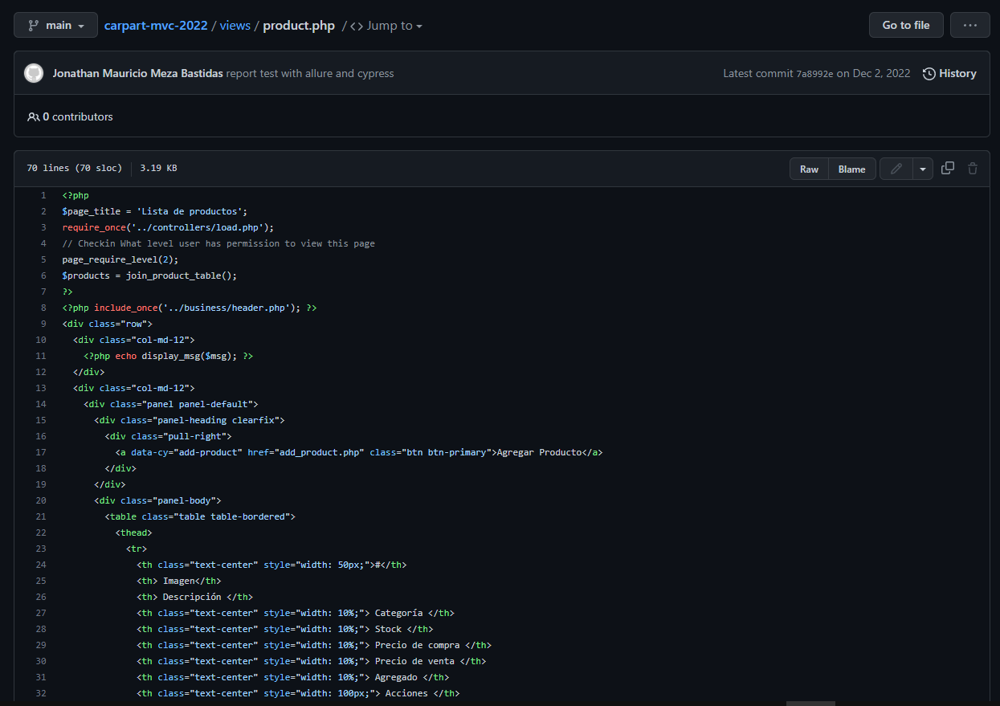 main
carpart-mvc-2022 / views / product.php / <> Jump to
Go to file
...
Jonathan Mauricio Meza Bastidas report test with allure and cypress
Latest commit 7a8992e on Dec 2, 2022 History
0 contributors
70 lines (70 sloc) 3.19 KB
Raw Blame
1 <?php
2 $page_title = 'Lista de productos';
3 require_once('../controllers/load.php');
4 // Checkin What level user has permission to view this page
5 page_require_level(2);
6 $products = join_product_table();
7 ?>
8 <?php include_once('../business/header.php'); ?>
9 <div class="row">
10 <div class="col-md-12">
11 <?php echo display_msg($msg); ?>
12 </div>
13 <div class="col-md-12">
14 <div class="panel panel-default">
15 <div class="panel-heading clearfix">
16 <div class="pull-right">
17 <a data-cy="add-product" href="add_product.php" class="btn btn-primary">Agregar Producto</a>
18 </div>
19 </div>
20 <div class="panel-body">
21 <table class="table table-bordered">
22 <thead>
23 <tr>
24 <th class="text-center" style="width: 50px;">#</th>
25 <th> Imagen</th>
26 <th> Descripción </th>
27 <th class="text-center" style="width: 10%;"> Categoría </th>
28 <th class="text-center" style="width: 10%;"> Stock </th>
29 <th class="text-center" style="width: 10%;"> Precio de compra </th>
30 <th class="text-center" style="width: 10%;"> Precio de venta </th>
31 <th class="text-center" style="width: 10%;"> Agregado </th>
32 <th class="text-center" style="width: 100px;"> Acciones </th>